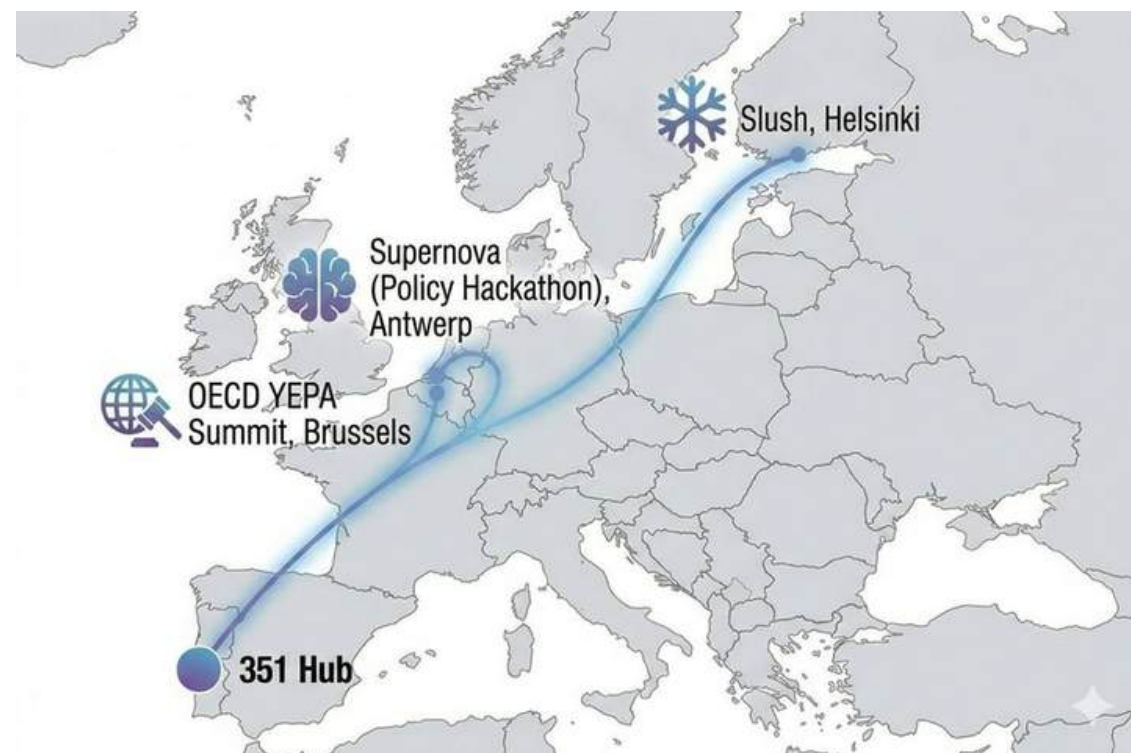 Slush, Helsinki
Supernova
(Policy Hackathon),
Antwerp
OECD YEPA
Summit, Brussels
351 Hub